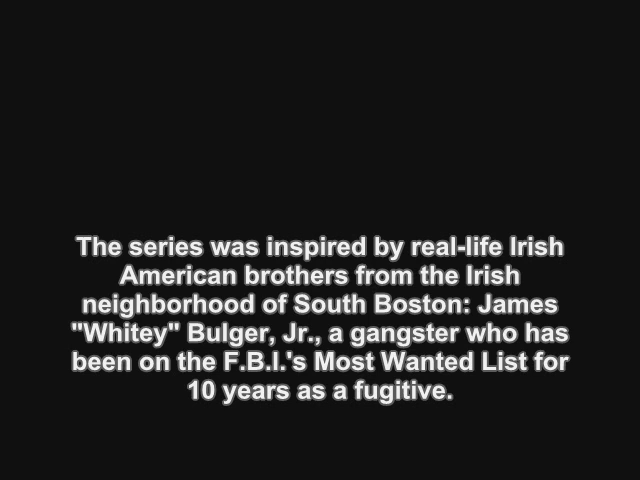 The series was inspired by real-life Irish
American brothers from the Irish
neighborhood of South Boston: James
"Whitey" Bulger, Jr., a gangster who has
been on the F.B.I.'s Most Wanted List for
10 years as a fugitive.